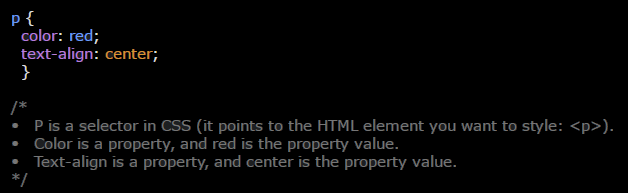 p {
color: red;
text-align: center;
}
/*
• P is a selector in CSS (it points to the HTML element you want to style: <p>).
• Color is a property, and red is the property value.
• Text-align is a property, and center is the property value.
*/